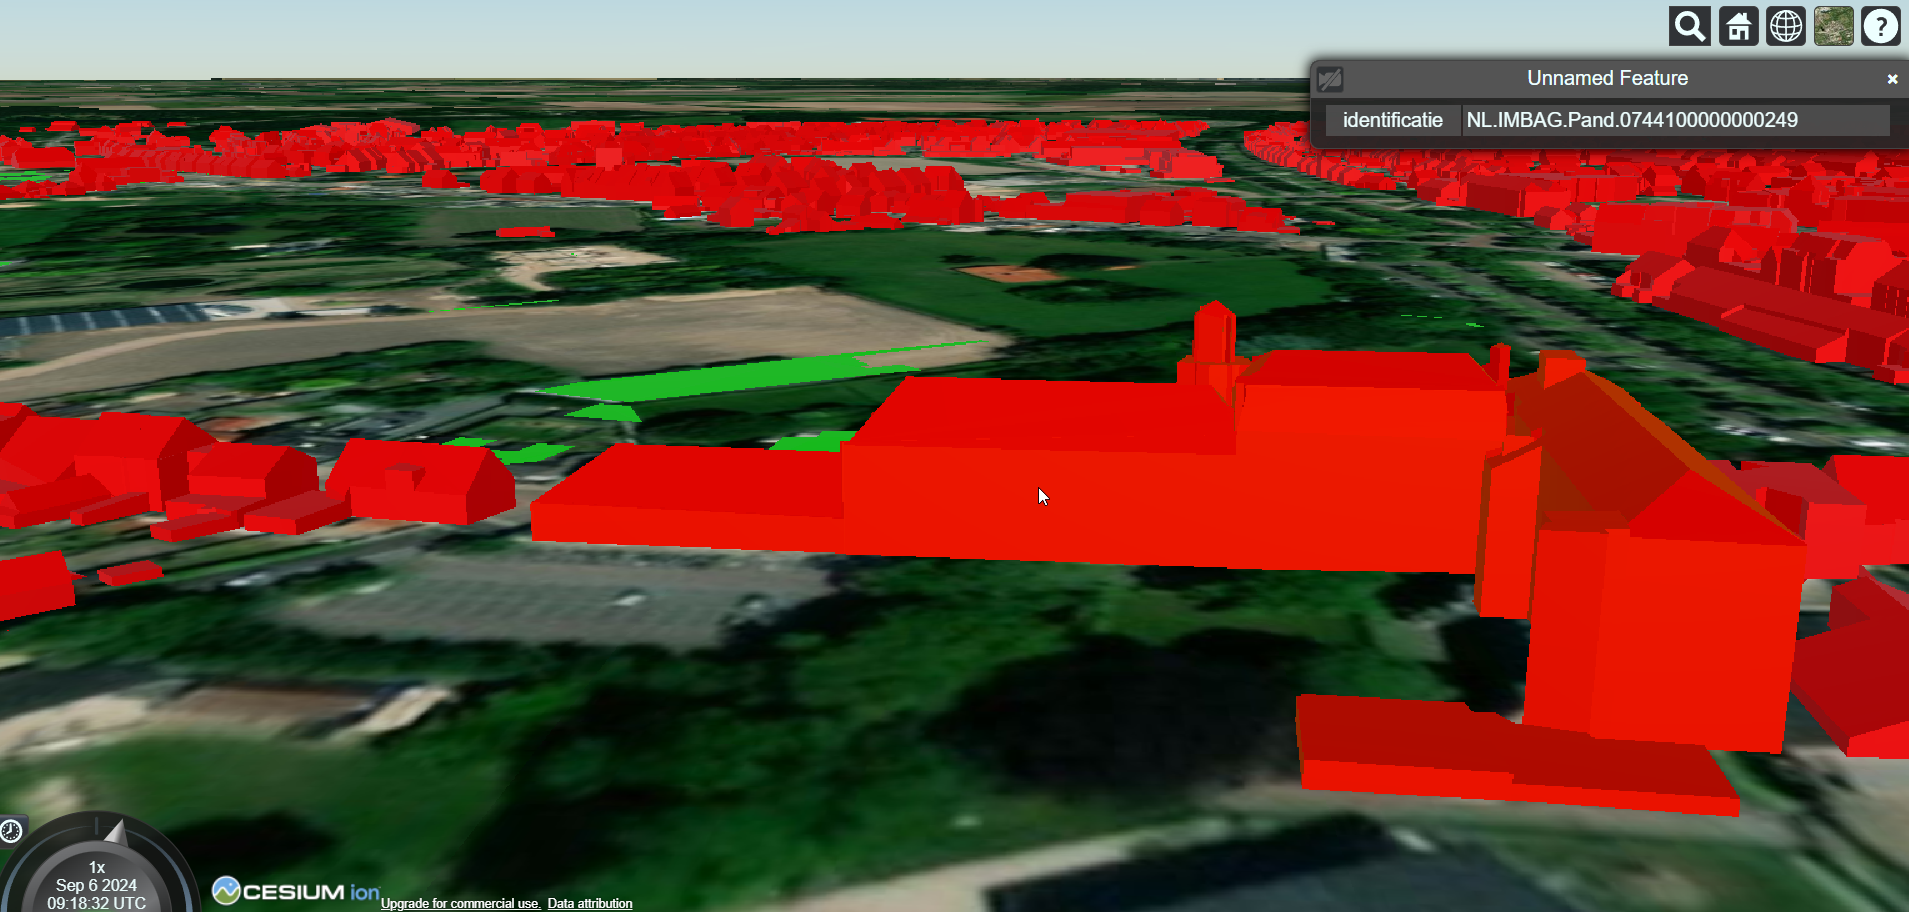 Unnamed Feature
identificatie NL.IMBAG.Pand.0744100000000249
1x
Sep 6 2024
09:18:32 UTC
CESIUM ion
Upgrade for commercial use. Data attribution